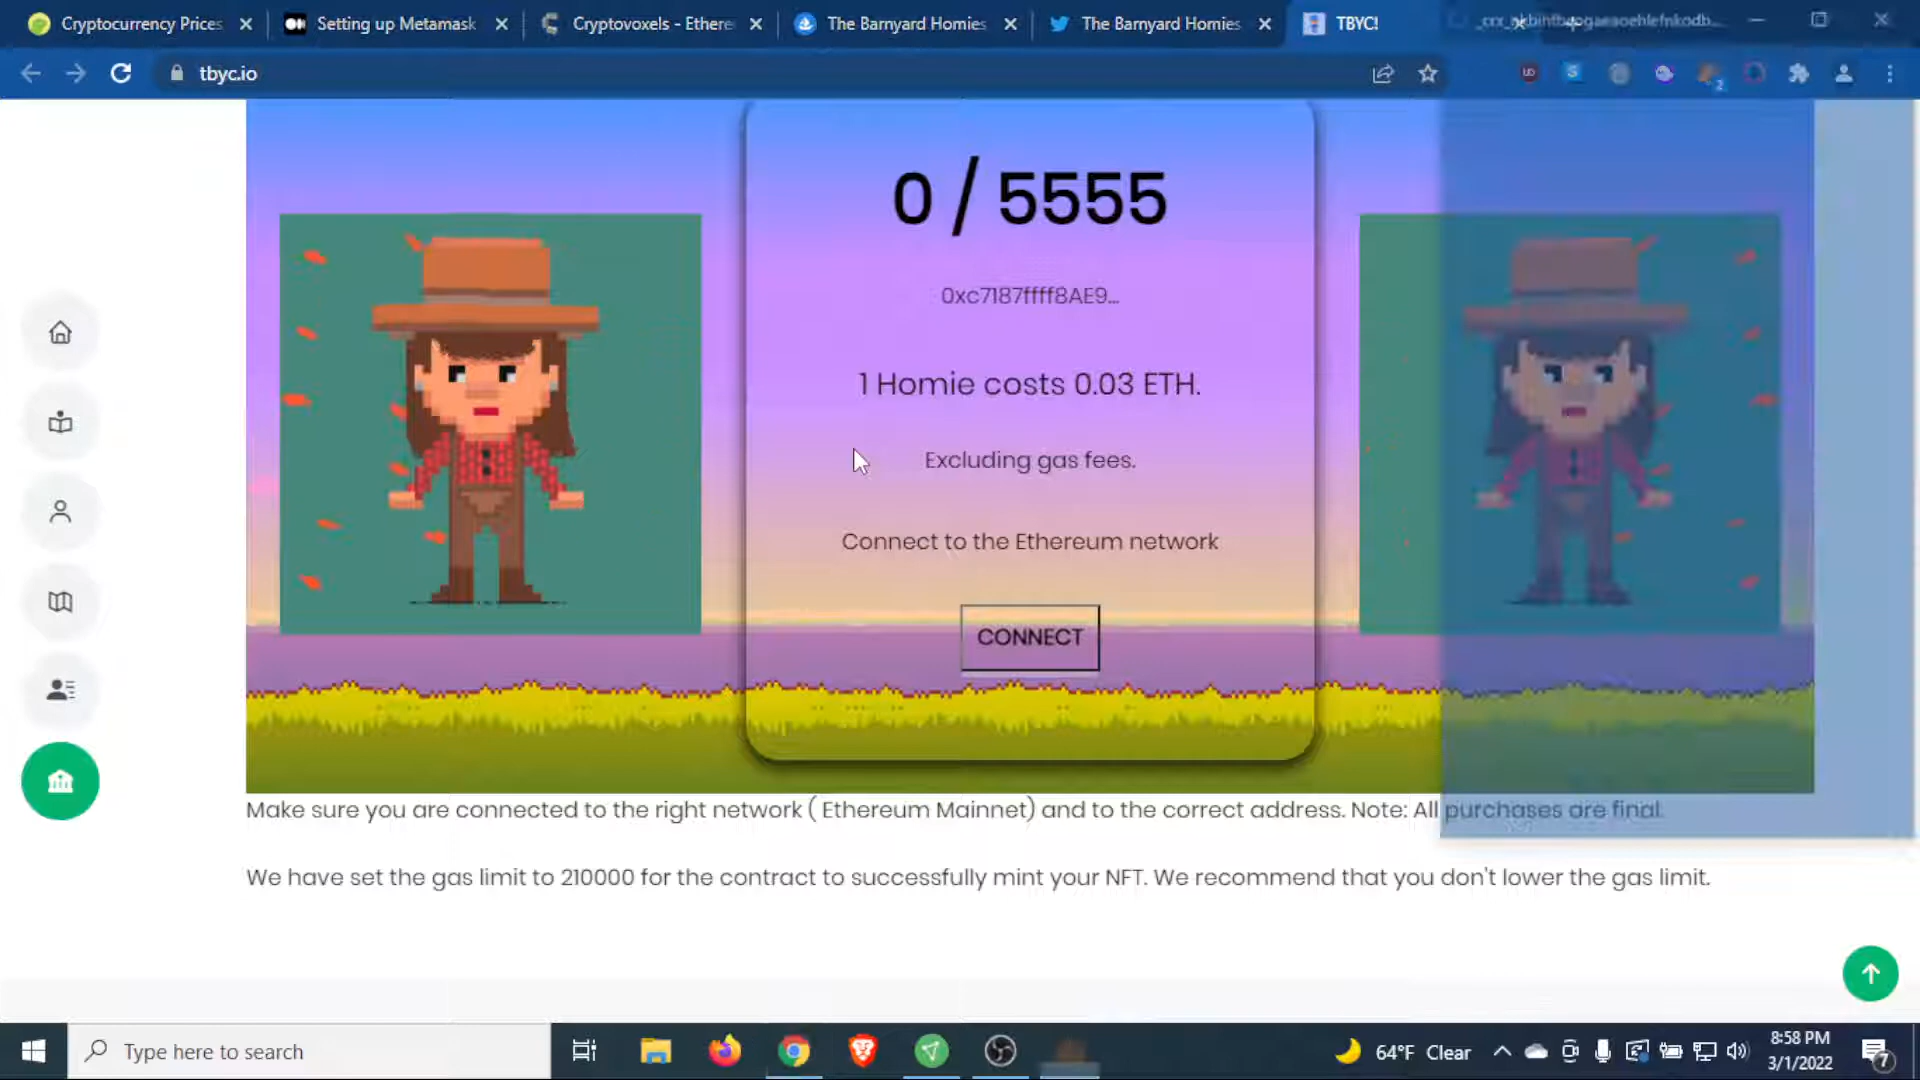 Cryptocurrency Prices
Setting up Metamask
Cryptovoxels - Ethere
The Barnyard Homies
The Barnyard Homies
TBYC!
tbyc.io
0 / 5555
0xc7187ffff8AE9...
1 Homie costs 0.03 ETH.
Excluding gas fees.
Connect to the Ethereum network
CONNECT
Make sure you are connected to the right network ( Ethereum Mainnet) and to the correct address. Note: All purchases are final.
We have set the gas limit to 210000 for the contract to successfully mint your NFT. We recommend that you don't lower the gas limit.
Type here to search
64°F Clear
8:58 PM
3/1/2022
7